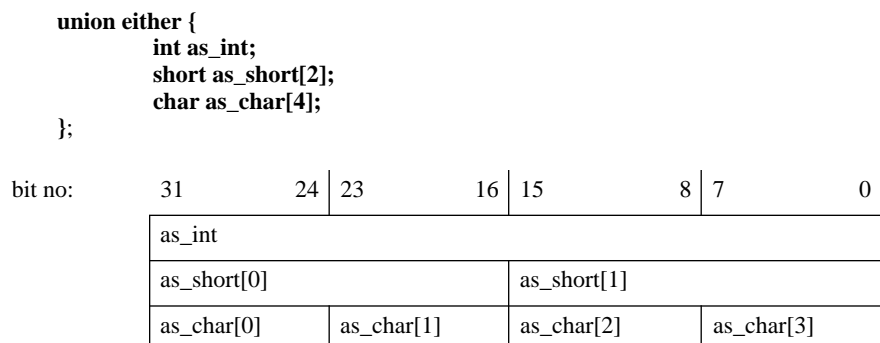 union either {
int as_int;
short as_short[2];
char as_char[4];
};
bit no: 31 24 23 16 15 8 7 0
as_int
as_short[0] as_short[1]
as_char[0] as_char[1] as_char[2] as_char[3]